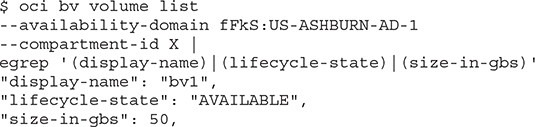 $ oci bv volume list
--availability-domain fFkS:US-ASHBURN-AD-1
--compartment-id X |
egrep '(display-name)|(lifecycle-state)|(size-in-gbs)'
"display-name": "bv1",
"lifecycle-state": "AVAILABLE",
"size-in-gbs": 50,